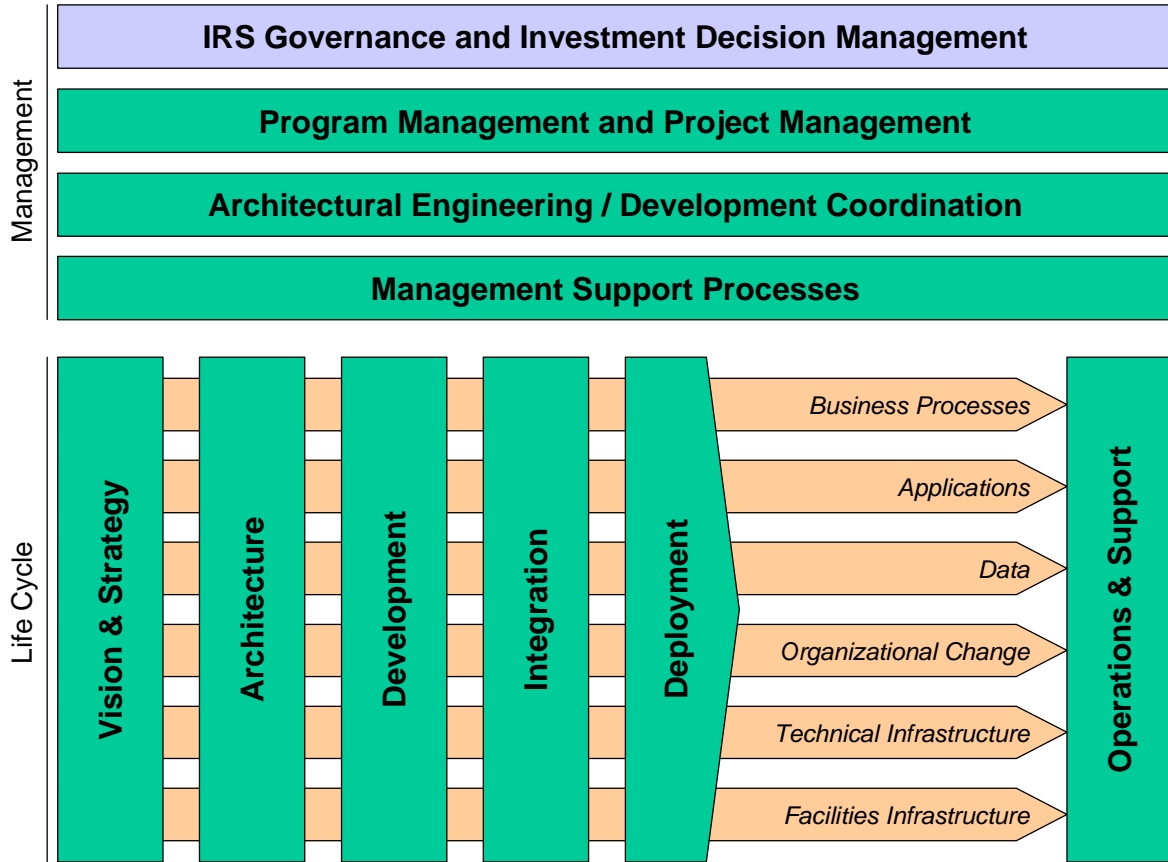 Management
IRS Governance and Investment Decision Management
Program Management and Project Management
Architectural Engineering / Development Coordination
Management Support Processes
Life Cycle
Vision & Strategy
Architecture
Development
Integration
Deployment
Business Processes
Applications
Data
Organizational Change
Technical Infrastructure
Facilities Infrastructure
Operations & Support